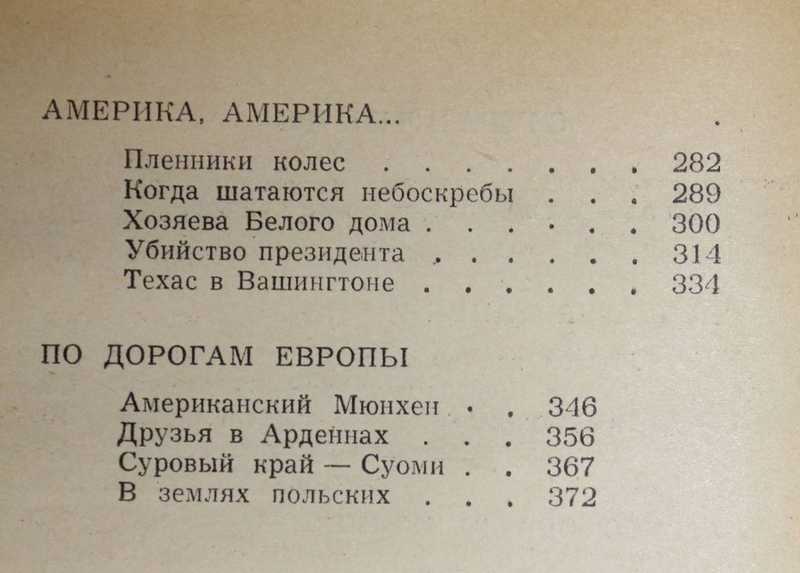 АМЕРИКА, АМЕРИКА...
Пленники колес . . . . . . . 282
Когда шатаются небоскребы . . . 289
Хозяева Белого дома . . . . . . 300
Убийство президента . . . . . . 314
Техас в Вашингтоне . . . . . . 334
ПО ДОРОГАМ ЕВРОПЫ
Американский Мюнхен . . 346
Друзья в Арденнах . . . 356
Суровый край — Суоми . . 367
В землях польских . . . 372